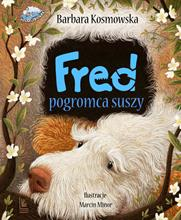 Barbara Kosmowska
Fred
pogromca suszy
Ilustracje
Marcin Minor